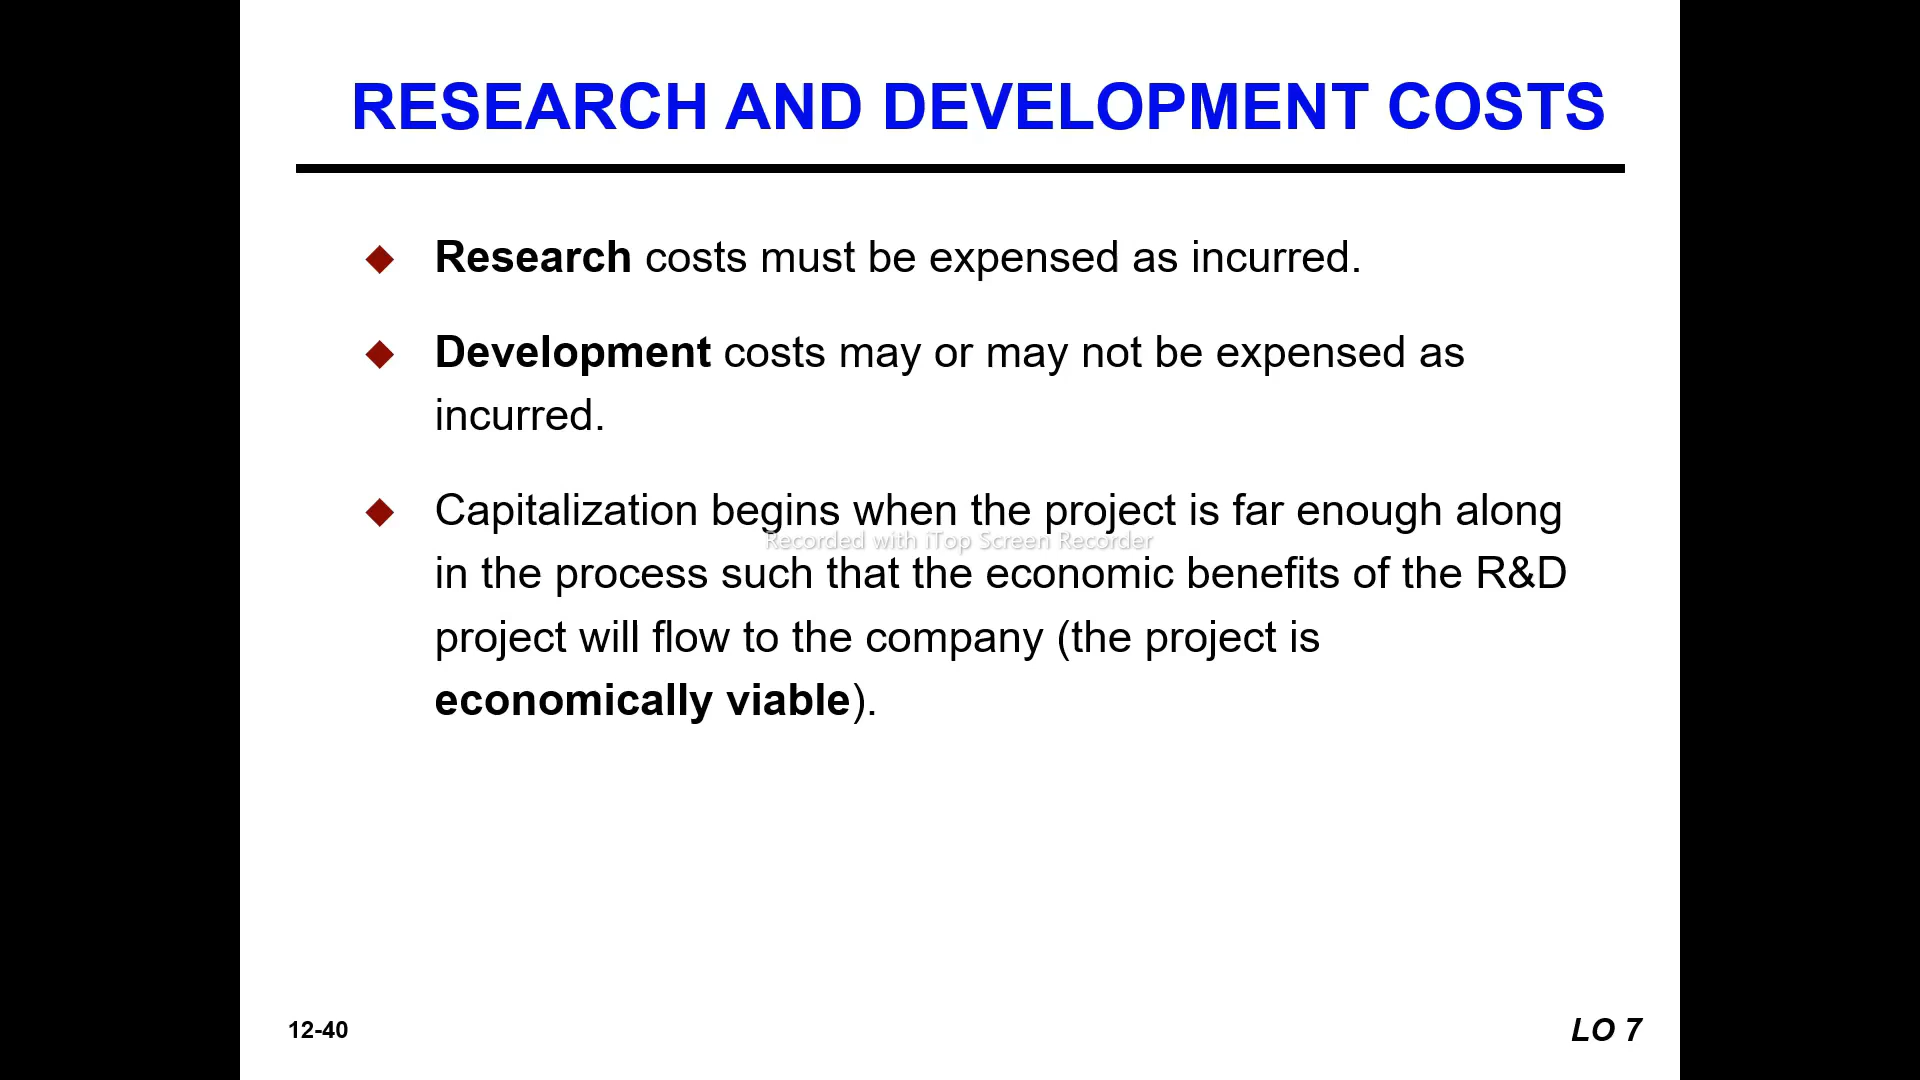 RESEARCH AND DEVELOPMENT COSTS
Research costs must be expensed as incurred.
Development costs may or may not be expensed as
incurred.
Capitalization begins when the project is far enough along
Recorded with iTop Screen Recorder
in the process such that the economic benefits of the R&D
project will flow to the company (the project is
economically viable).
12-40
LO 7